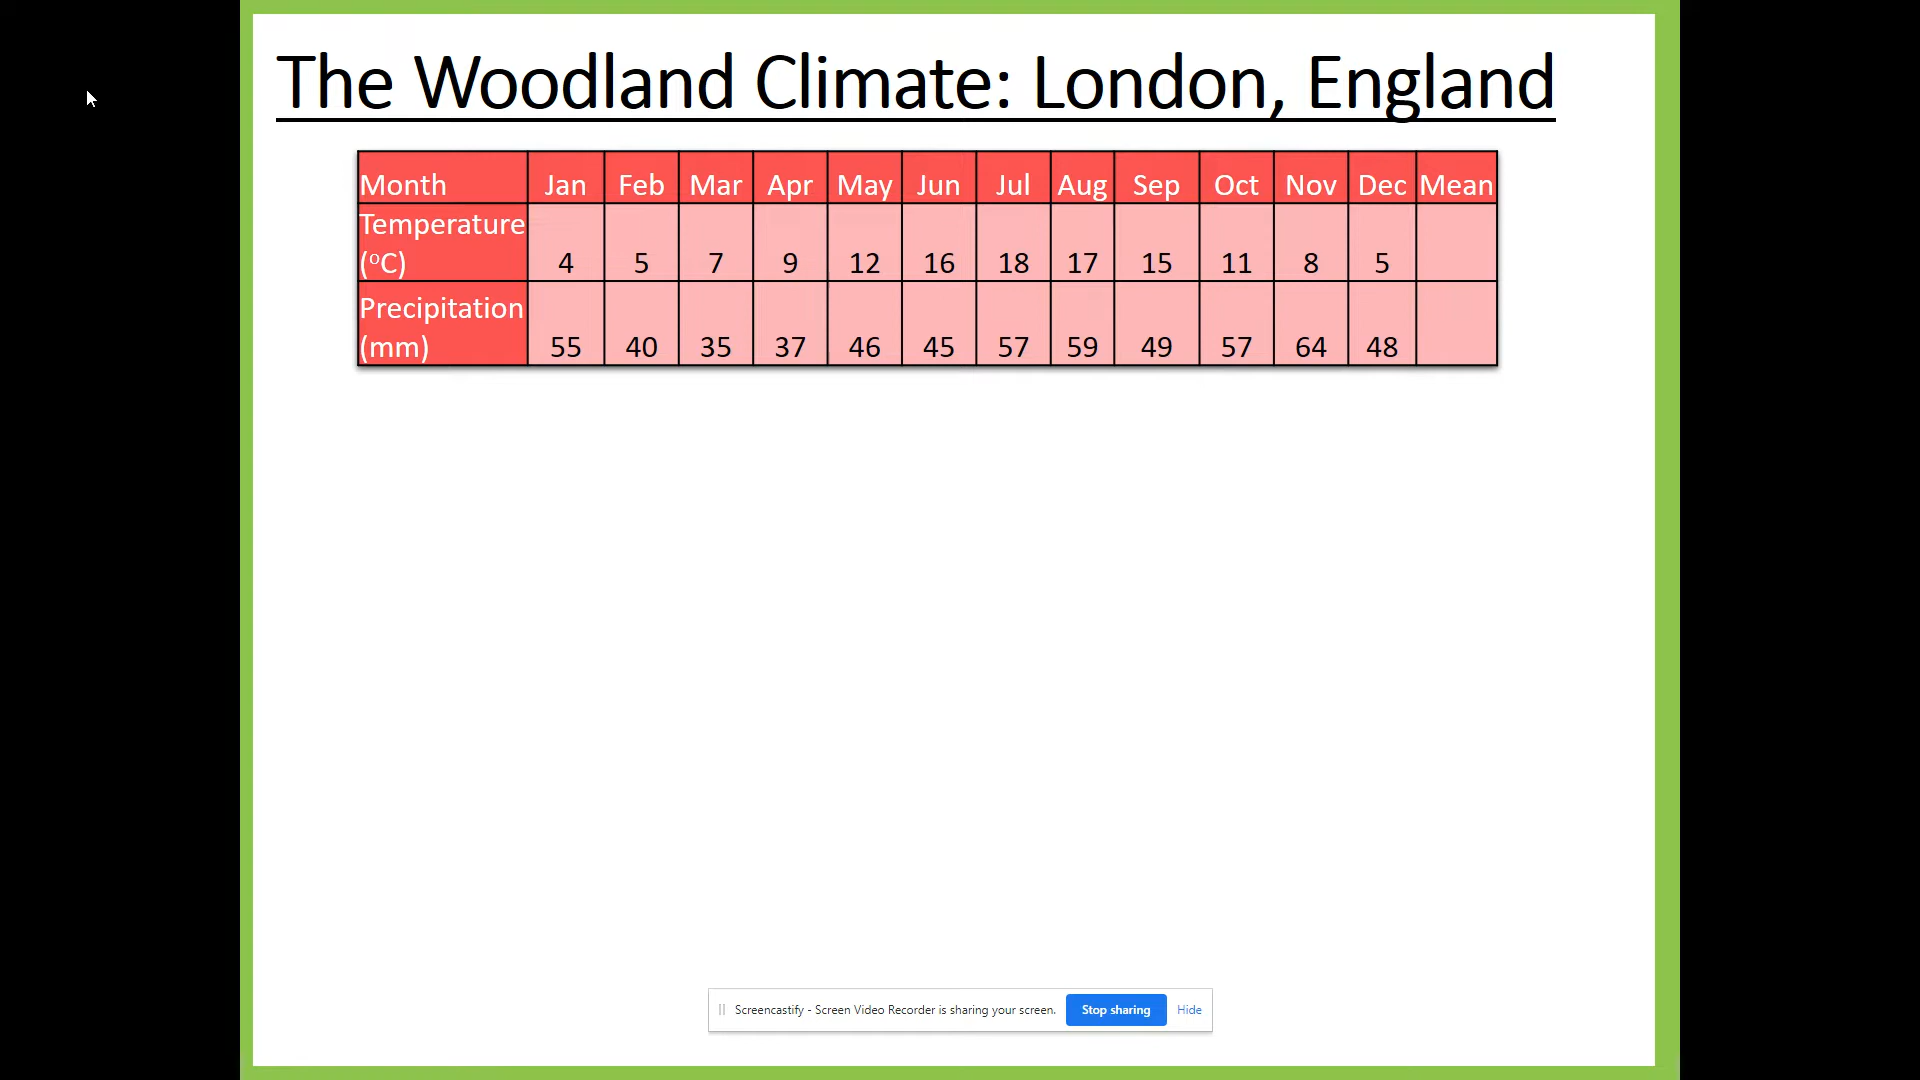 The Woodland Climate: London, England
Month Jan Feb Mar Apr May Jun Jul Aug Sep Oct Nov Dec Mean
Temperature
(°C) 4 5 7 9 12 16 18 17 15 11 8 5
Precipitation
(mm) 55 40 35 37 46 45 57 59 49 57 64 48
Screencastify - Screen Video Recorder is sharing your screen. Stop sharing Hide